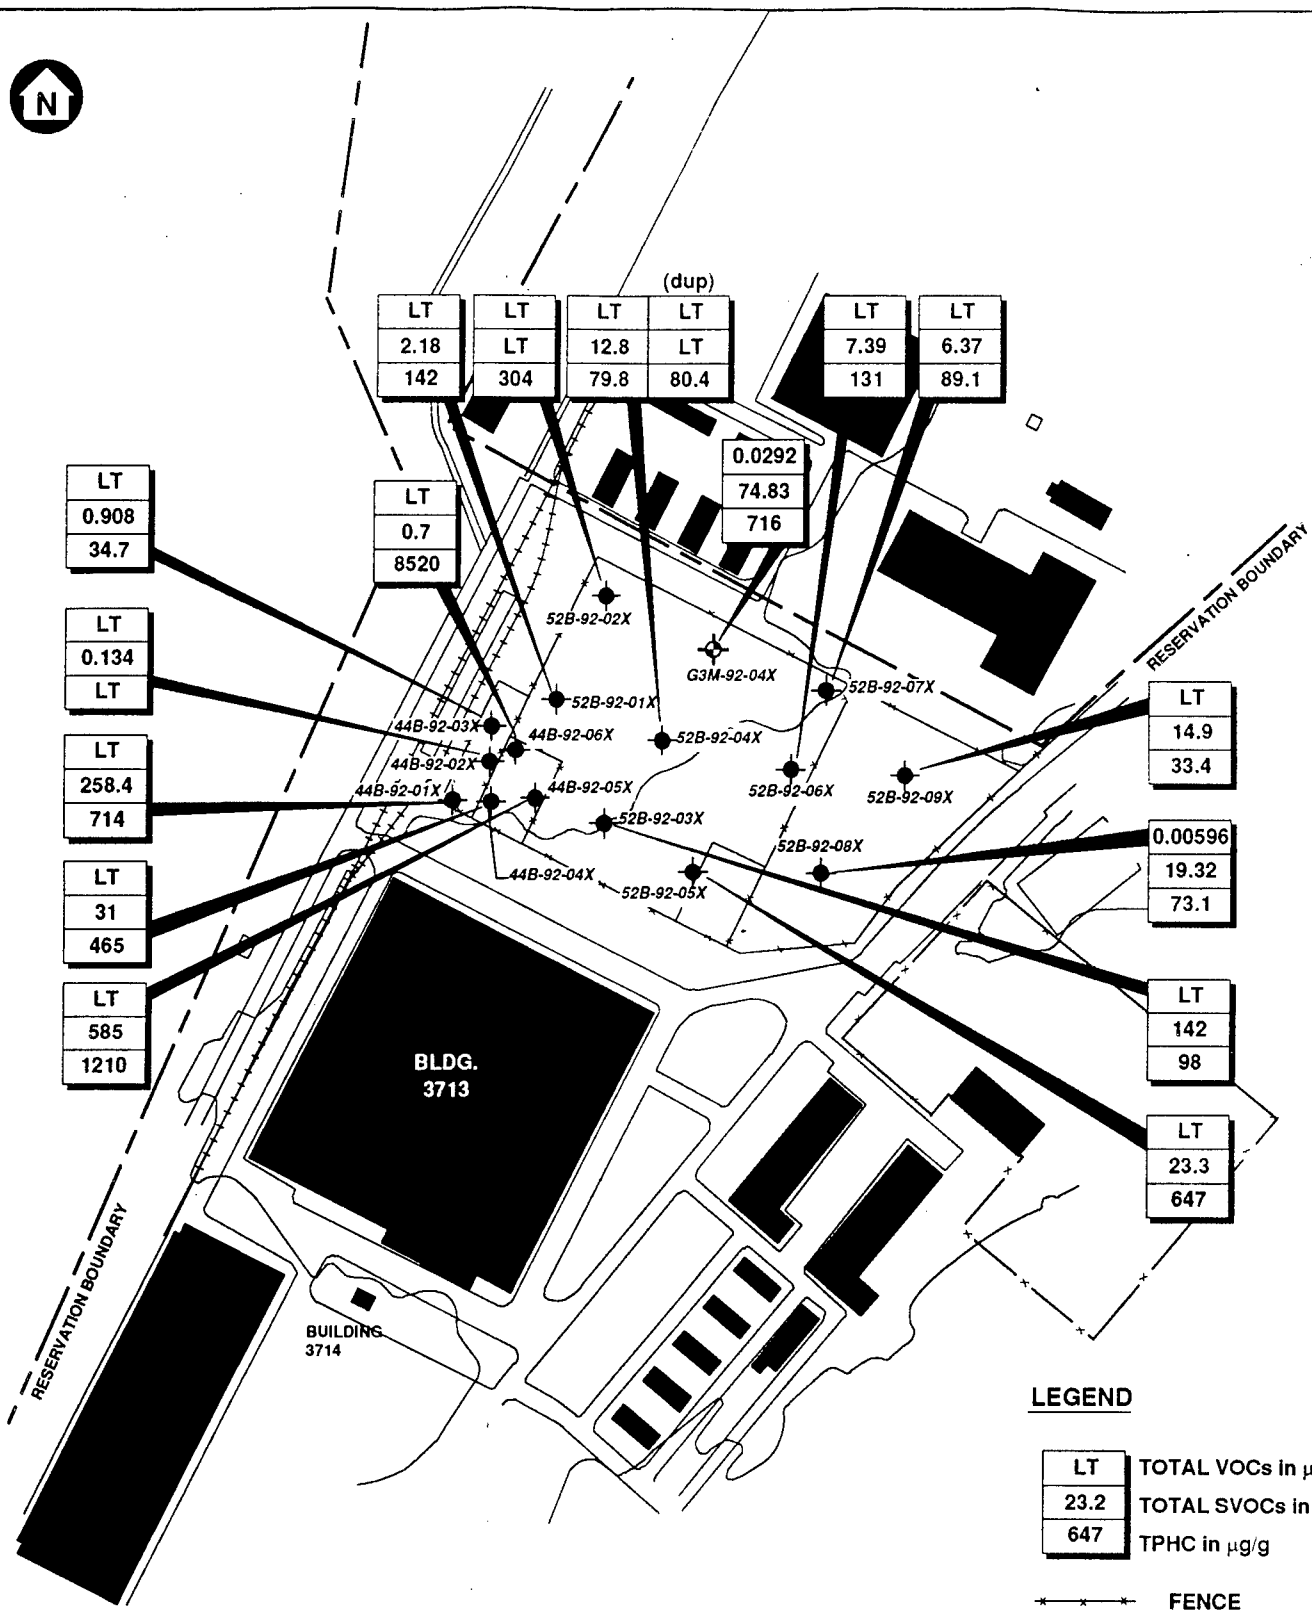 N
(dup)
LT
2.18
142
LT
LT
304
LT
12.8
79.8
LT
LT
80.4
LT
7.39
131
LT
6.37
89.1
0.0292
74.83
716
LT
0.908
34.7
LT
0.7
8520
LT
0.134
LT
LT
258.4
714
LT
31
465
LT
585
1210
52B-92-02X
G3M-92-04X
52B-92-07X
52B-92-01X
44B-92-03X
44B-92-06X
52B-92-04X
44B-92-02X
44B-92-01X
44B-92-05X
52B-92-06X
52B-92-09X
52B-92-03X
52B-92-08X
44B-92-04X
52B-92-05X
RESERVATION BOUNDARY
LT
14.9
33.4
0.00596
19.32
73.1
LT
142
98
LT
23.3
647
BLDG.
3713
RESERVATION BOUNDARY
BUILDING
3714
LEGEND
LT TOTAL VOCs in μ
23.2 TOTAL SVOCs in
647 TPHC in μg/g
FENCE